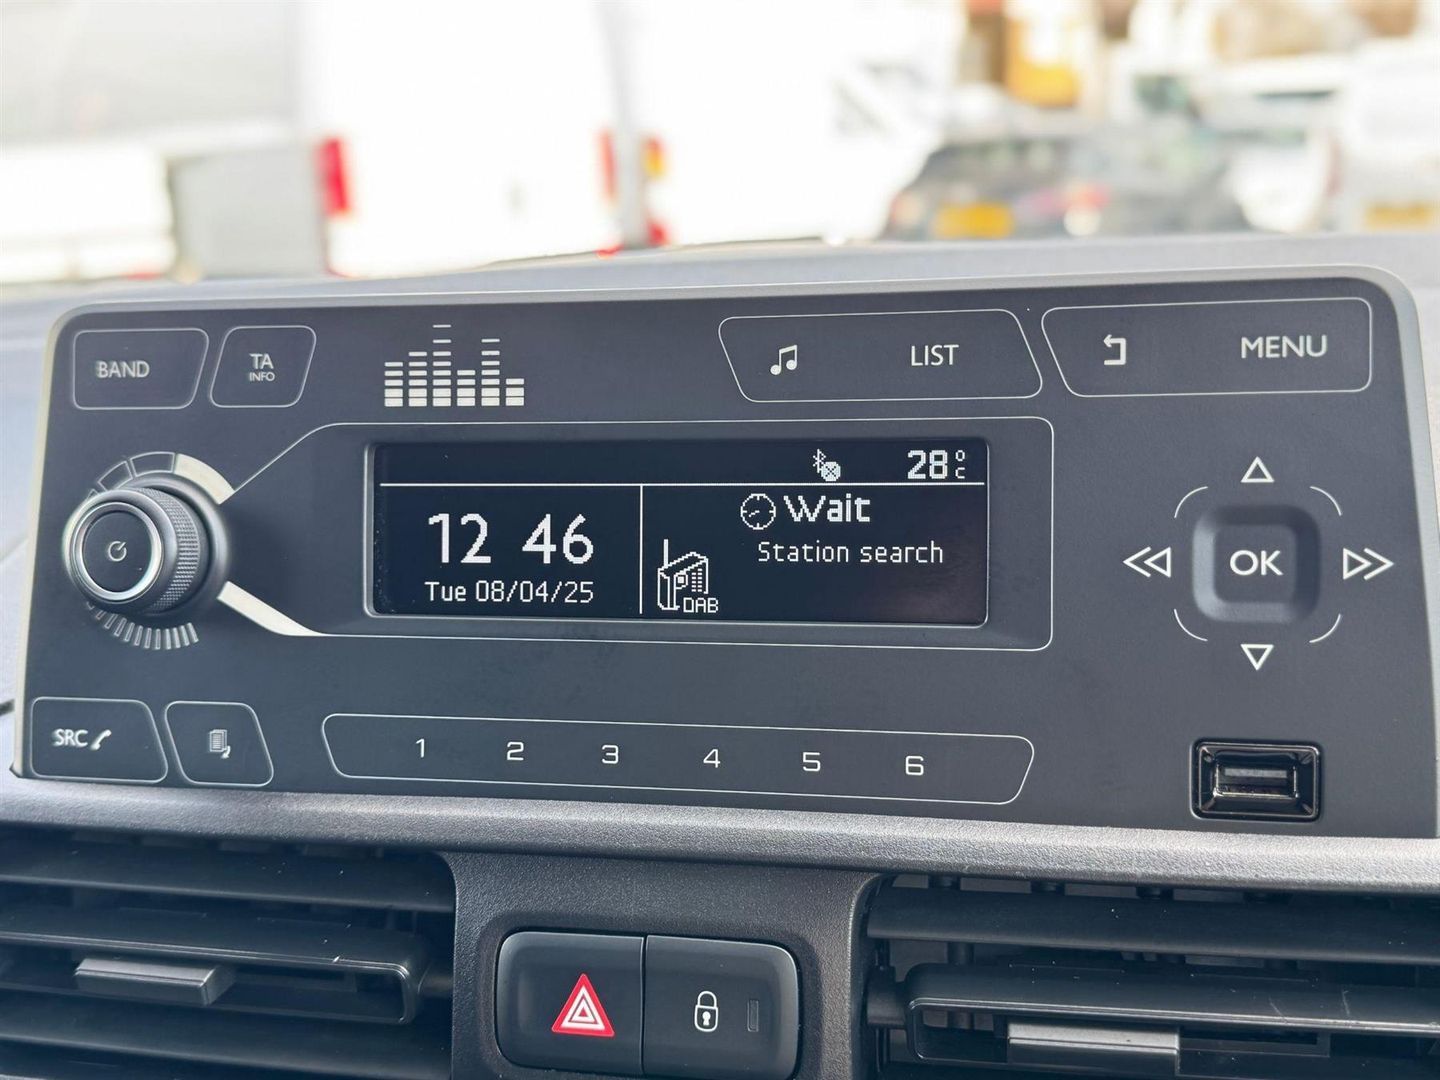 BAND
TA
INFO
LIST
MENU
28°C
12 46
Tue 08/04/25
Wait
Station search
DAB
OK
SRC
1 2 3 4 5 6